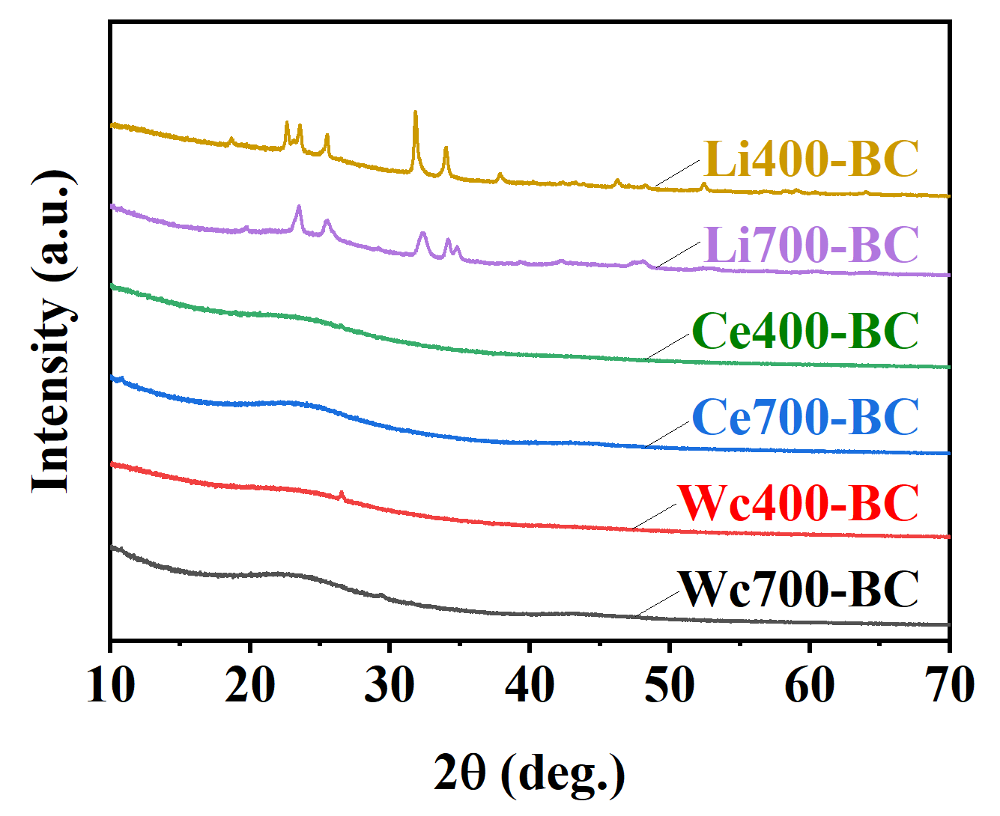 Intensity (a.u.)
Li400-BC
Li700-BC
Ce400-BC
Ce700-BC
Wc400-BC
Wc700-BC
10 20 30 40 50 60 70
2θ (deg.)